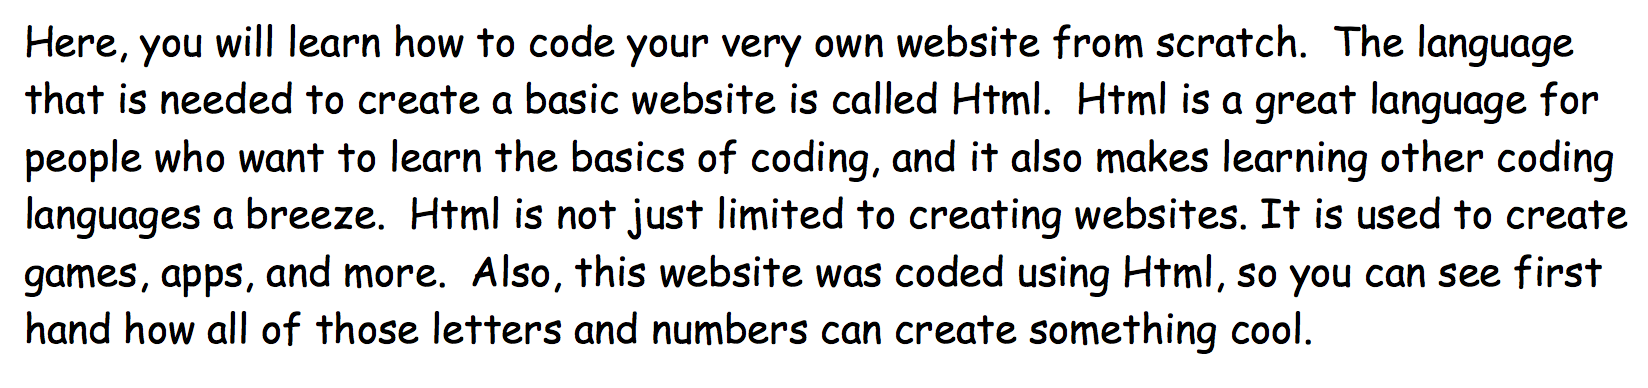 Here, you will learn how to code your very own website from scratch.  The language
that is needed to create a basic website is called Html.  Html is a great language for
people who want to learn the basics of coding, and it also makes learning other coding
languages a breeze.  Html is not just limited to creating websites. It is used to create
games, apps, and more.  Also, this website was coded using Html, so you can see first
hand how all of those letters and numbers can create something cool.